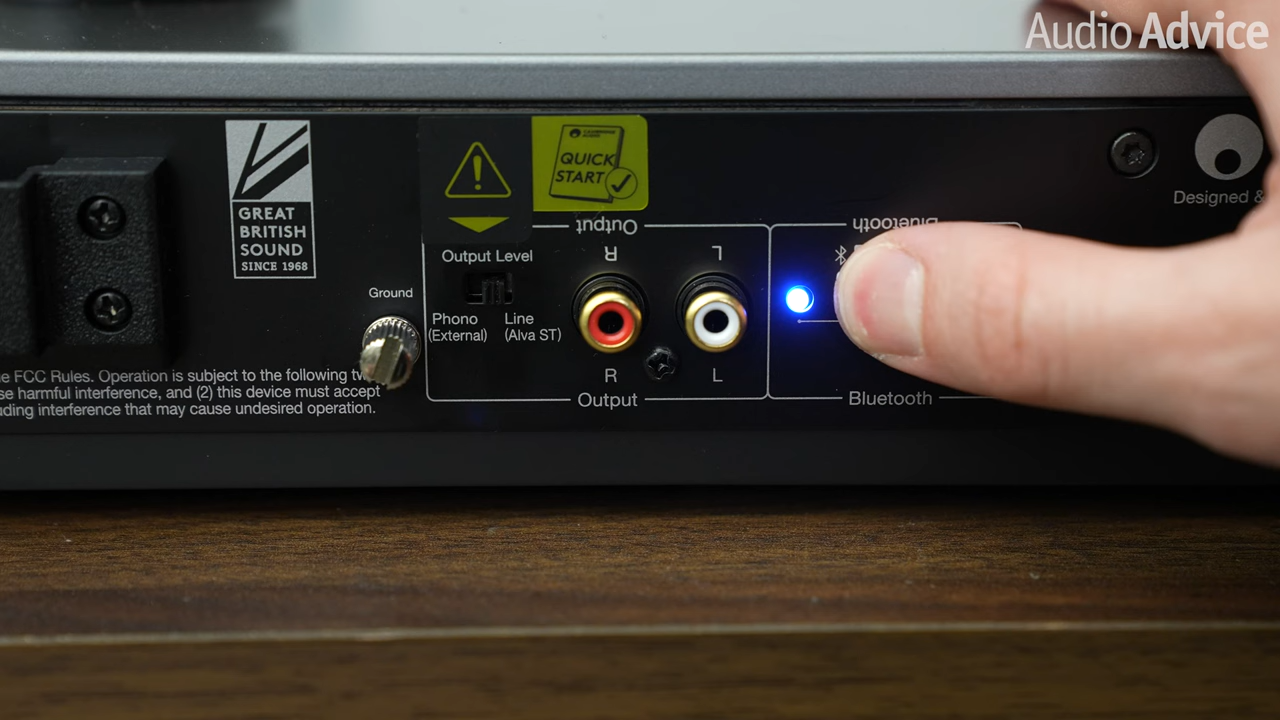 Audio Advice
GREAT
BRITISH
SOUND
SINCE 1968
CAMBRIDGE
AUDIO
QUICK
START
Designed &
Output
Bluetooth
R
L
Output Level
Ground
Phono
(External)
Line
(Alva ST)
R
L
Output
Bluetooth
e FCC Rules. Operation is subject to the following
se harmful interference, and (2) this device must accept
uding interference that may cause undesired operation.